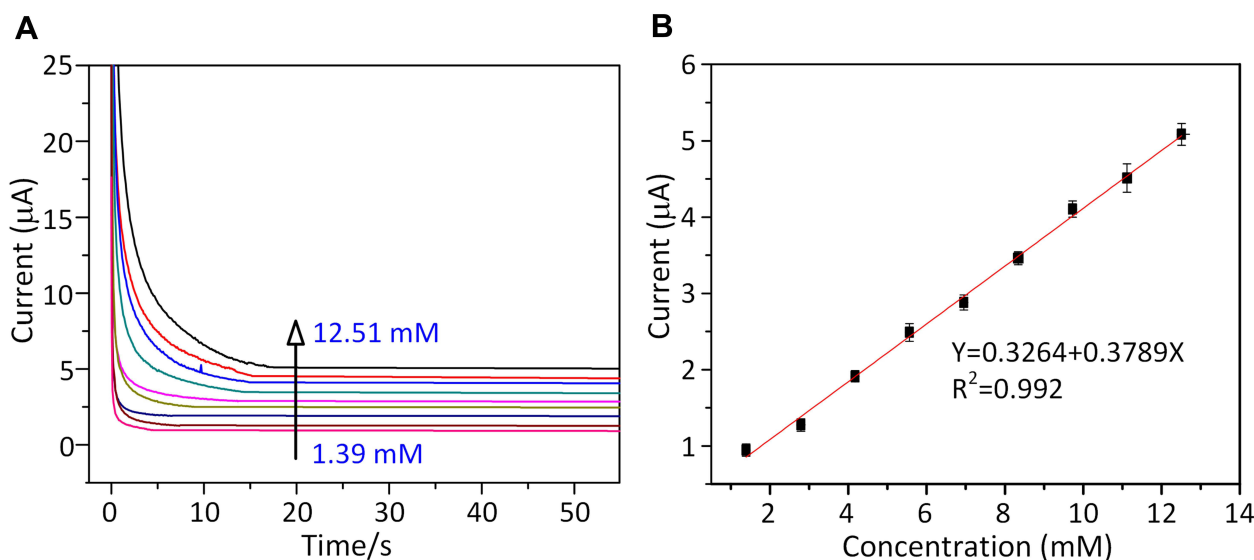 A
25
20
15
10
5
0
Current (μA)
12.51 mM
1.39 mM
0 10 20 30 40 50
Time/s
B
6
5
4
3
2
1
Current (μA)
Y=0.3264+0.3789X
R²=0.992
2 4 6 8 10 12 14
Concentration (mM)